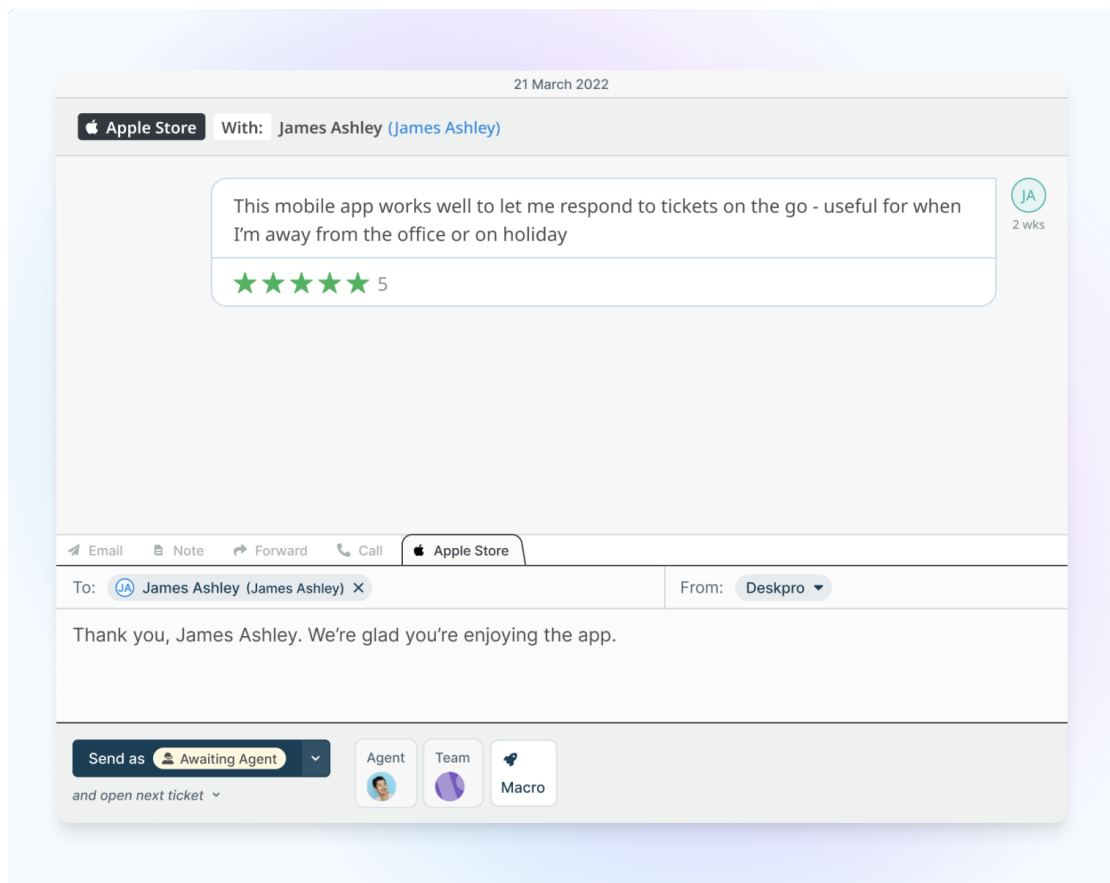 21 March 2022
Apple Store With: James Ashley (James Ashley)
This mobile app works well to let me respond to tickets on the go - useful for when
I’m away from the office or on holiday
JA
2 wks
5
Email Note Forward Call Apple Store
To: JA James Ashley (James Ashley) From: Deskpro
Thank you, James Ashley. We’re glad you’re enjoying the app.
Send as Awaiting Agent
and open next ticket
Agent Team Macro